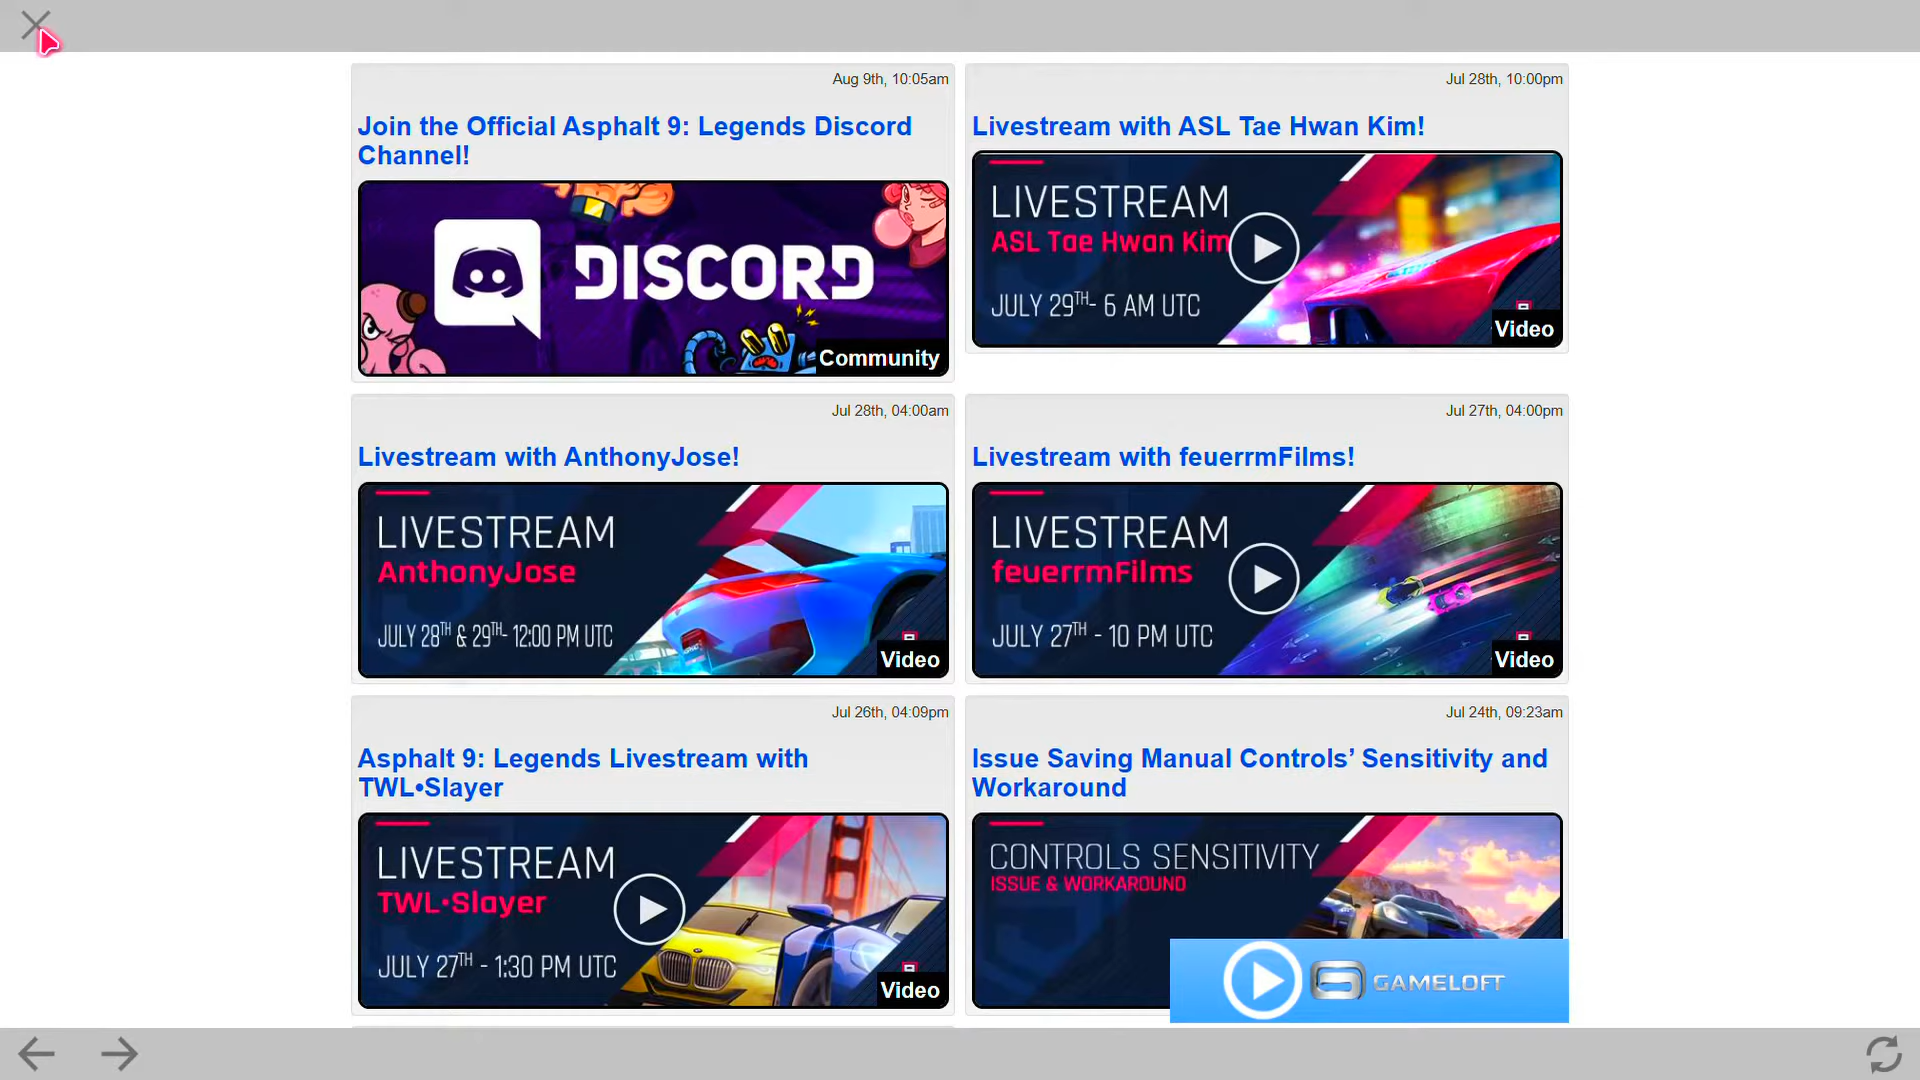 Aug 9th, 10:05am
Join the Official Asphalt 9: Legends Discord
Channel!
DISCORD
Community
Jul 28th, 10:00pm
Livestream with ASL Tae Hwan Kim!
LIVESTREAM
ASL Tae Hwan Kim
JULY 29TH- 6 AM UTC
Video
Jul 28th, 04:00am
Livestream with AnthonyJose!
LIVESTREAM
AnthonyJose
JULY 28TH & 29TH- 12:00 PM UTC
Video
Jul 27th, 04:00pm
Livestream with feuerrmFilms!
LIVESTREAM
feuerrmFilms
JULY 27TH - 10 PM UTC
Video
Jul 26th, 04:09pm
Asphalt 9: Legends Livestream with
TWL•Slayer
LIVESTREAM
TWL•Slayer
JULY 27TH - 1:30 PM UTC
Video
Jul 24th, 09:23am
Issue Saving Manual Controls’ Sensitivity and
Workaround
CONTROLS SENSITIVITY
ISSUE & WORKAROUND
GAMELOFT